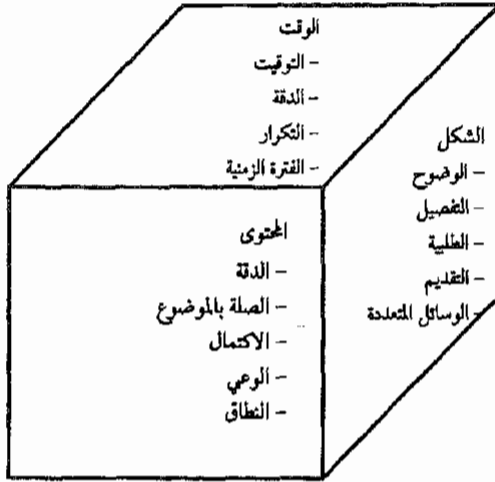 الوقت
- التوقيت
- الدقة
- التكرار
- الفترة الزمنية
الشكل
- الوضوح
- التفصيل
- الطلبية
- التقديم
- الوسائل المتعددة
المحتوى
- الدقة
- الصلة بالموضوع
- الاكتمال
- الوعي
- النطاق